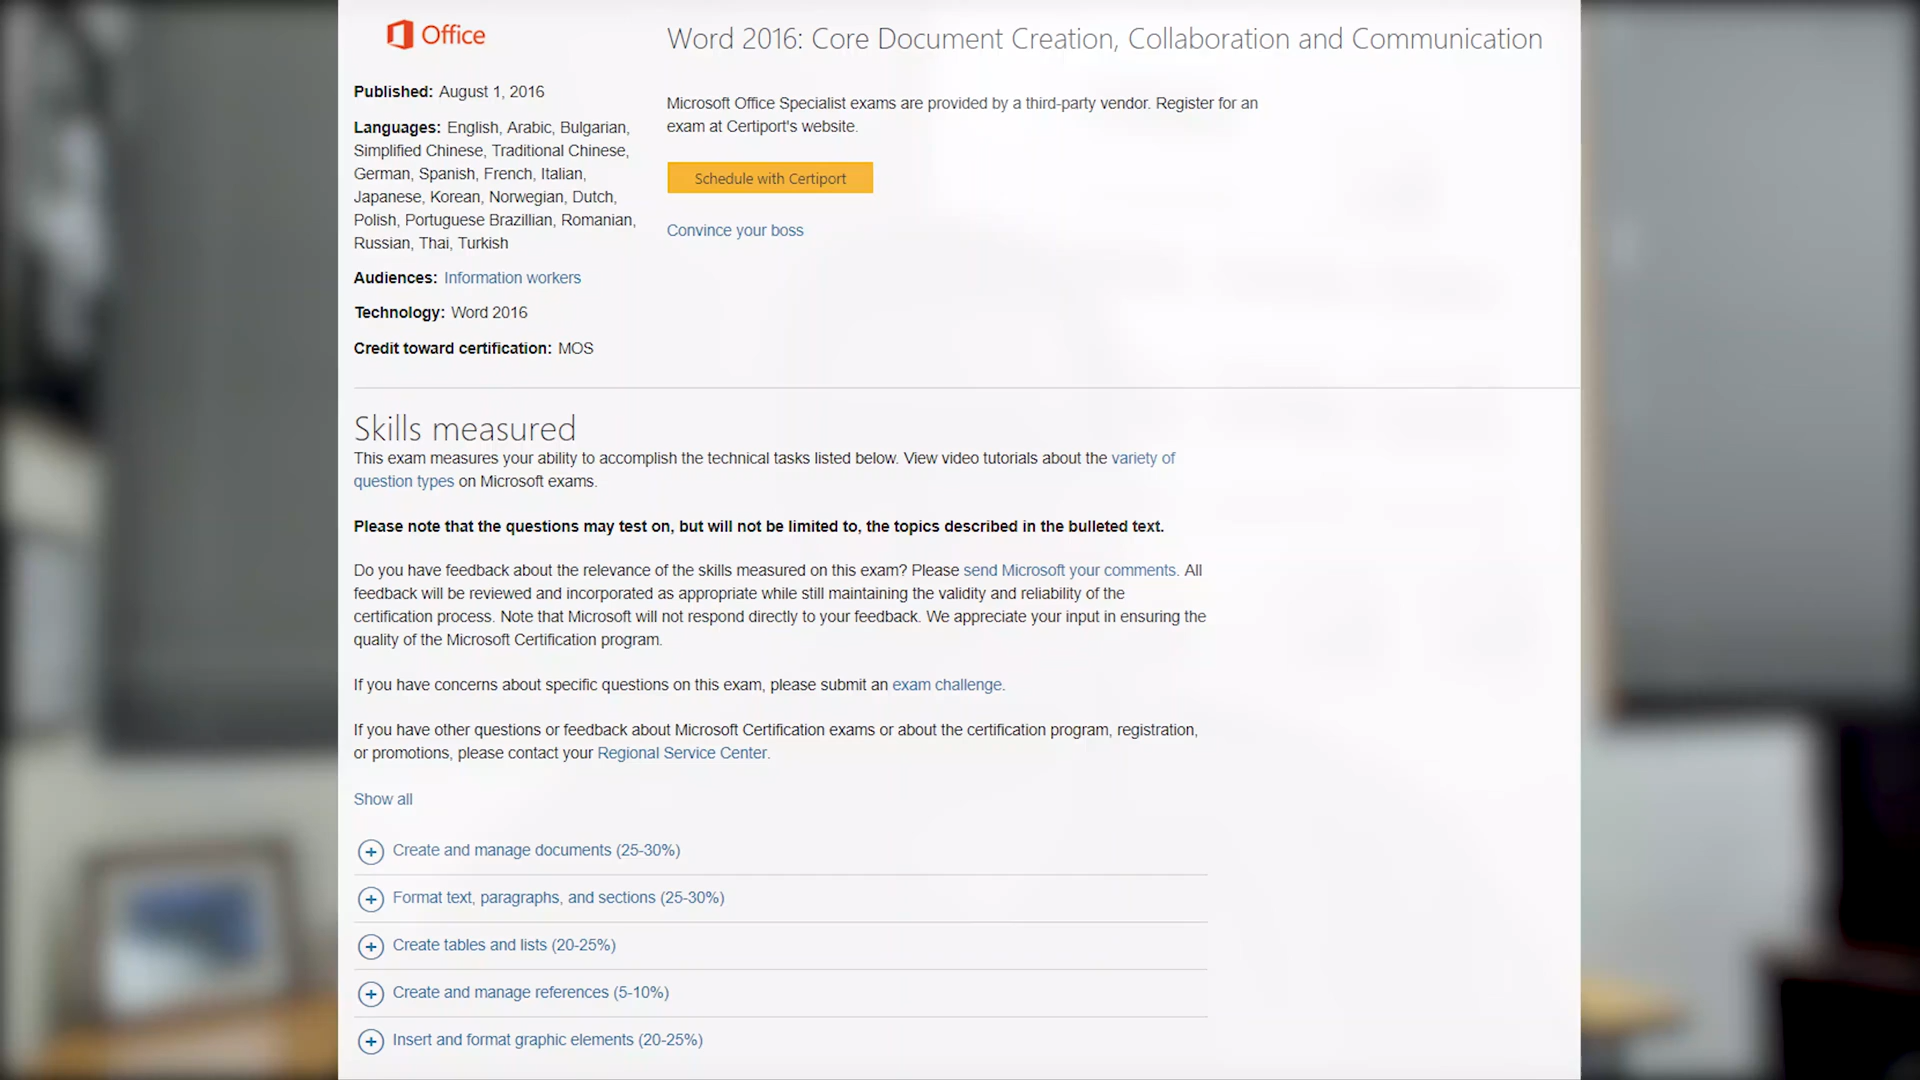 Office
Word 2016: Core Document Creation, Collaboration and Communication
Published: August 1, 2016
Languages: English, Arabic, Bulgarian,
Simplified Chinese, Traditional Chinese,
German, Spanish, French, Italian,
Japanese, Korean, Norwegian, Dutch,
Polish, Portuguese Brazillian, Romanian,
Russian, Thai, Turkish
Audiences: Information workers
Technology: Word 2016
Credit toward certification: MOS
Microsoft Office Specialist exams are provided by a third-party vendor. Register for an
exam at Certiport's website.
Schedule with Certiport
Convince your boss
Skills measured
This exam measures your ability to accomplish the technical tasks listed below. View video tutorials about the variety of
question types on Microsoft exams.
Please note that the questions may test on, but will not be limited to, the topics described in the bulleted text.
Do you have feedback about the relevance of the skills measured on this exam? Please send Microsoft your comments. All
feedback will be reviewed and incorporated as appropriate while still maintaining the validity and reliability of the
certification process. Note that Microsoft will not respond directly to your feedback. We appreciate your input in ensuring the
quality of the Microsoft Certification program.
If you have concerns about specific questions on this exam, please submit an exam challenge.
If you have other questions or feedback about Microsoft Certification exams or about the certification program, registration,
or promotions, please contact your Regional Service Center.
Show all
Create and manage documents (25-30%)
Format text, paragraphs, and sections (25-30%)
Create tables and lists (20-25%)
Create and manage references (5-10%)
Insert and format graphic elements (20-25%)